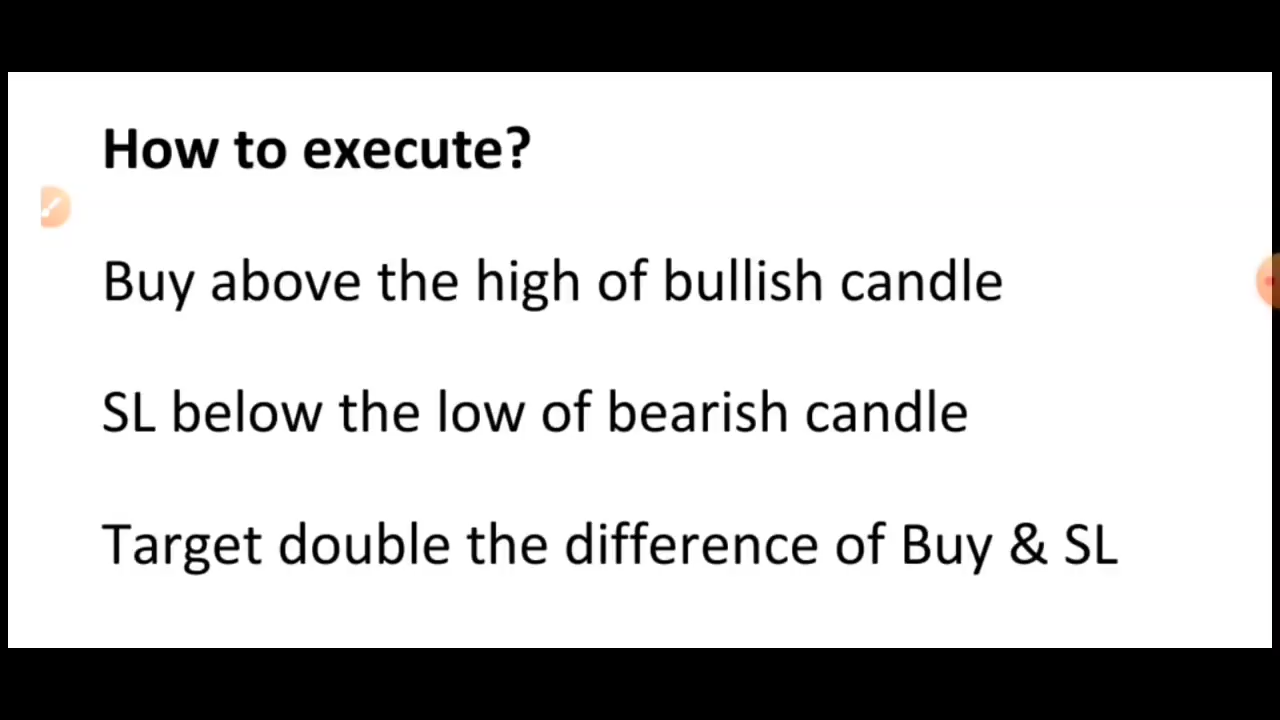 How to execute?
Buy above the high of bullish candle
SL below the low of bearish candle
Target double the difference of Buy & SL